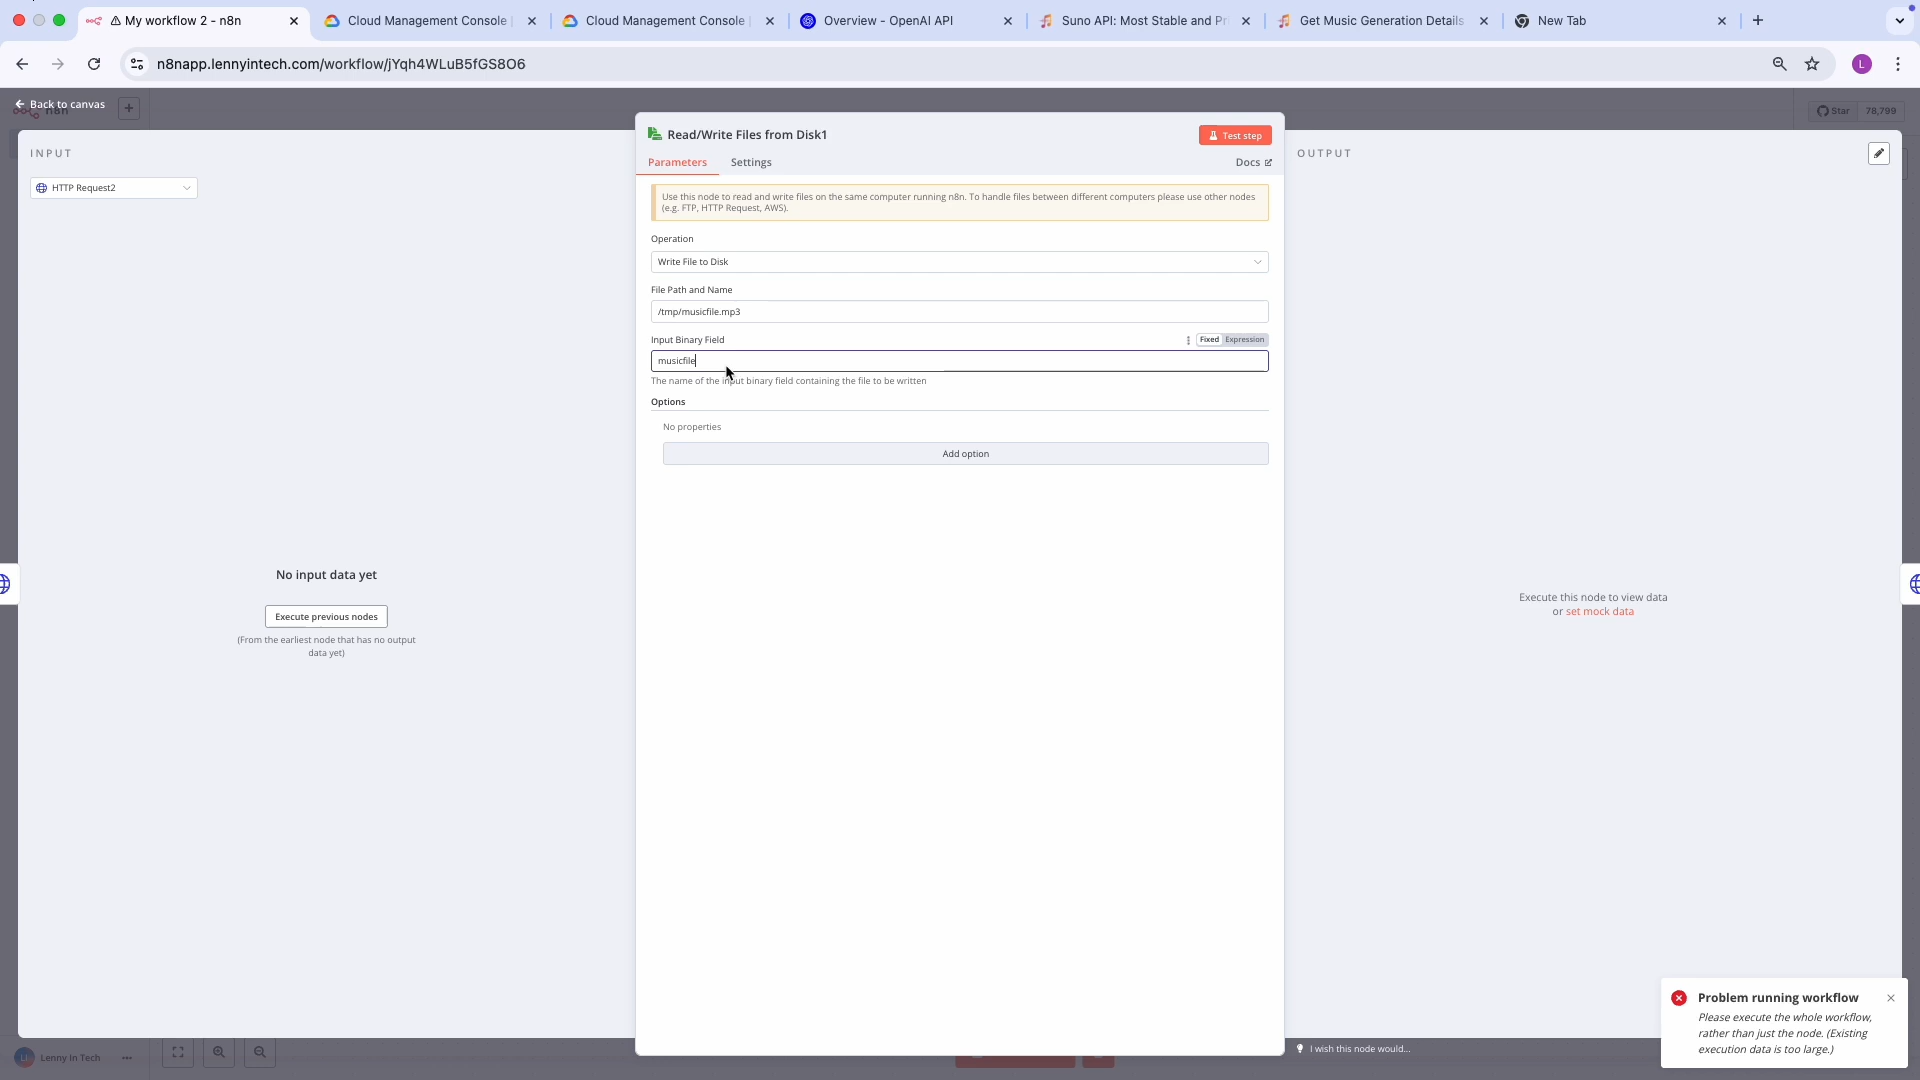 My workflow 2 - n8n
Cloud Management Console
Cloud Management Console
Overview - OpenAI API
Suno API: Most Stable and Pri
Get Music Generation Details
New Tab
n8napp.lennyintech.com/workflow/jYqh4WLuB5fGS8O6
L
Back to canvas
n8n
Star
78,799
INPUT
HTTP Request2
No input data yet
Execute previous nodes
(From the earliest node that has no output
data yet)
Read/Write Files from Disk1
Test step
Parameters
Settings
Docs
Use this node to read and write files on the same computer running n8n. To handle files between different computers please use other nodes
(e.g. FTP, HTTP Request, AWS).
Operation
Write File to Disk
File Path and Name
/tmp/musicfile.mp3
Input Binary Field
Fixed
Expression
musicfile
The name of the input binary field containing the file to be written
Options
No properties
Add option
OUTPUT
Execute this node to view data
or set mock data
Problem running workflow
Please execute the whole workflow,
rather than just the node. (Existing
execution data is too large.)
I wish this node would...
Lenny In Tech